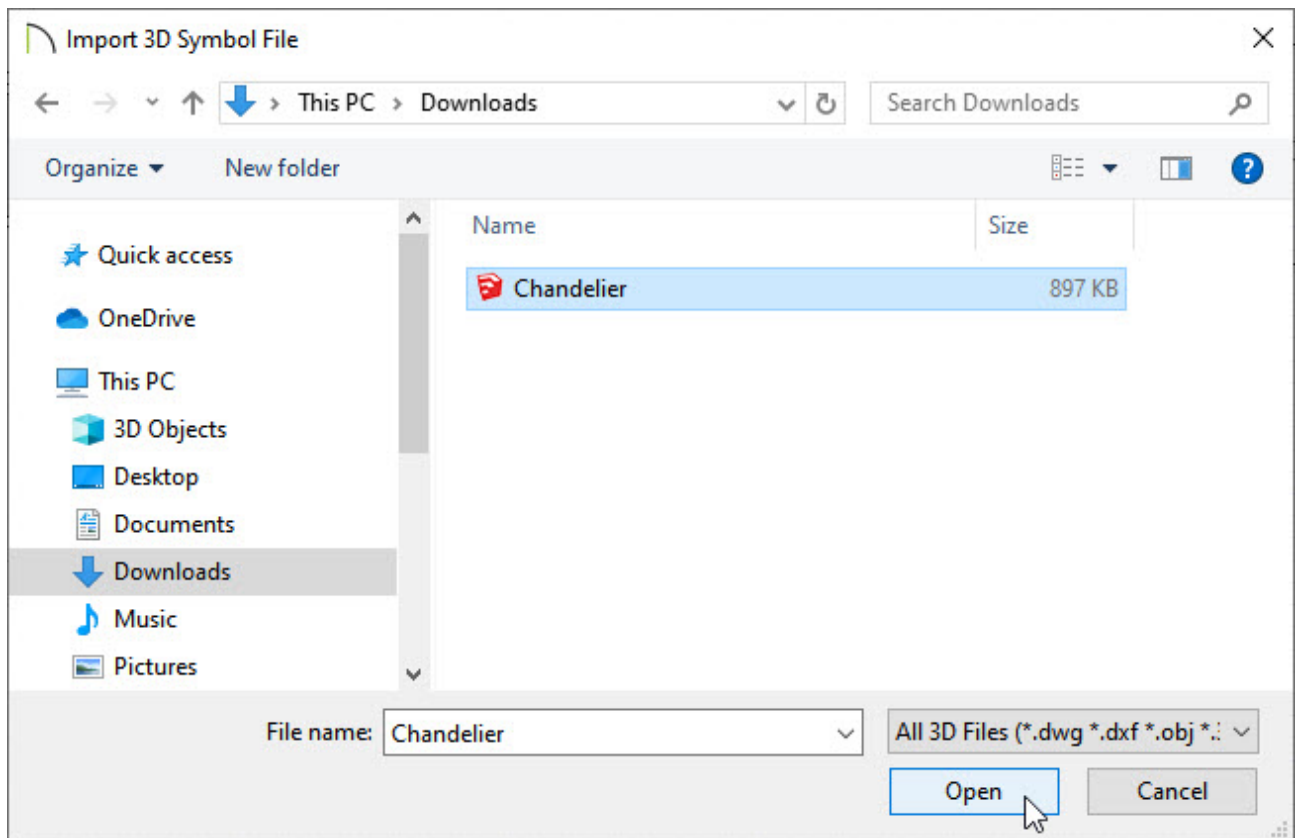 Import 3D Symbol File
This PC > Downloads
Search Downloads
Organize New folder
?
Name Size
Quick access
Chandelier 897 KB
OneDrive
This PC
3D Objects
Desktop
Documents
Downloads
Music
Pictures
File name: Chandelier All 3D Files (*.dwg *.dxf *.obj *.
Open Cancel